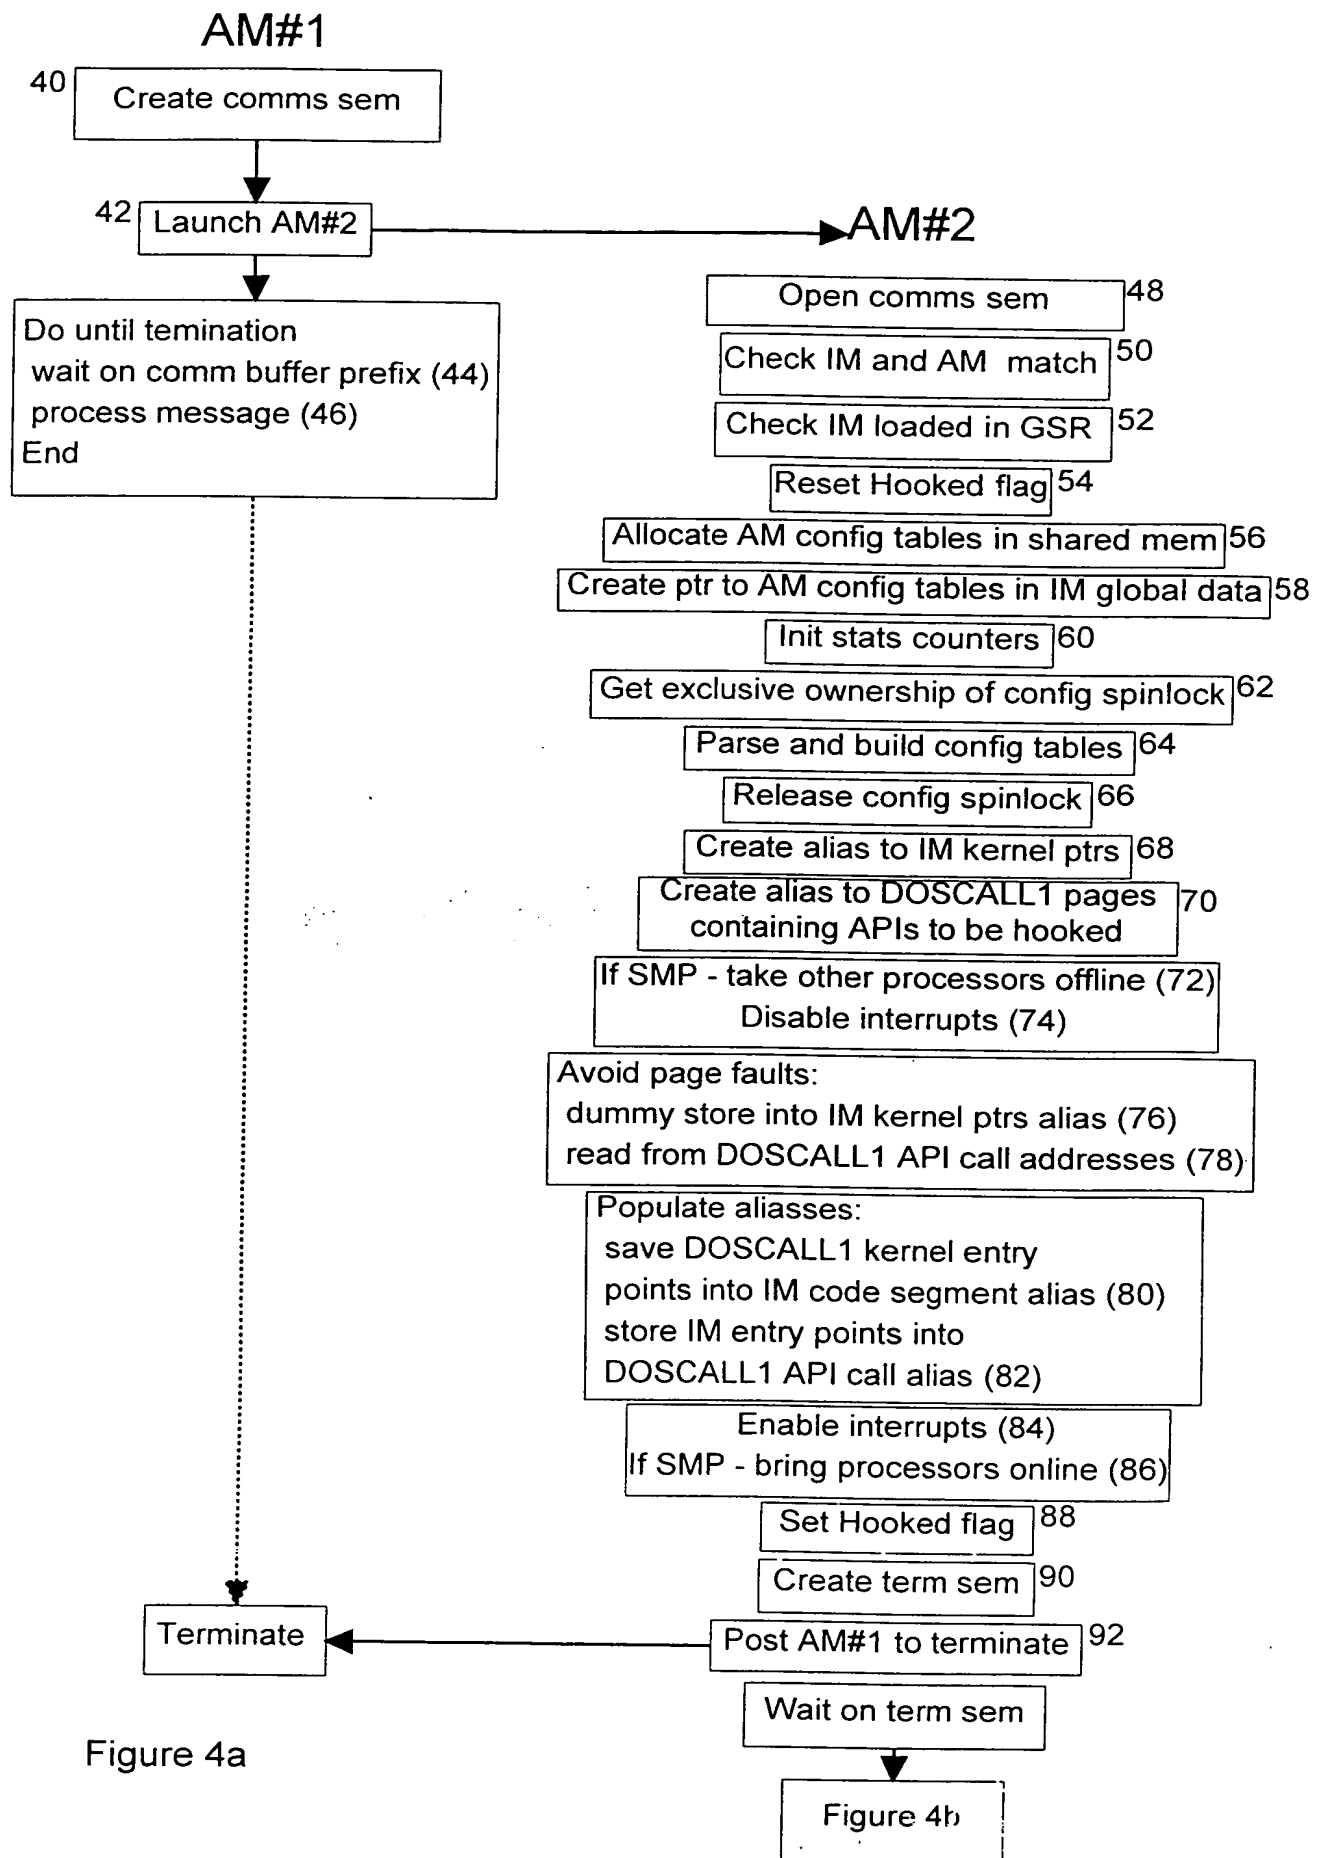 AM#1
40
Create comms sem
42
Launch AM#2
AM#2
Do until temination
wait on comm buffer prefix (44)
process message (46)
End
Open comms sem
48
Check IM and AM match
50
Check IM loaded in GSR
52
Reset Hooked flag
54
Allocate AM config tables in shared mem
56
Create ptr to AM config tables in IM global data
58
Init stats counters
60
Get exclusive ownership of config spinlock
62
Parse and build config tables
64
Release config spinlock
66
Create alias to IM kernel ptrs
68
Create alias to DOSCALL1 pages
70
containing APIs to be hooked
If SMP - take other processors offline (72)
Disable interrupts (74)
Avoid page faults:
dummy store into IM kernel ptrs alias (76)
read from DOSCALL1 API call addresses (78)
Populate aliasses:
save DOSCALL1 kernel entry
points into IM code segment alias (80)
store IM entry points into
DOSCALL1 API call alias (82)
Enable interrupts (84)
If SMP - bring processors online (86)
Set Hooked flag
88
Create term sem
90
Terminate
Post AM#1 to terminate
92
Wait on term sem
Figure 4a
Figure 4b